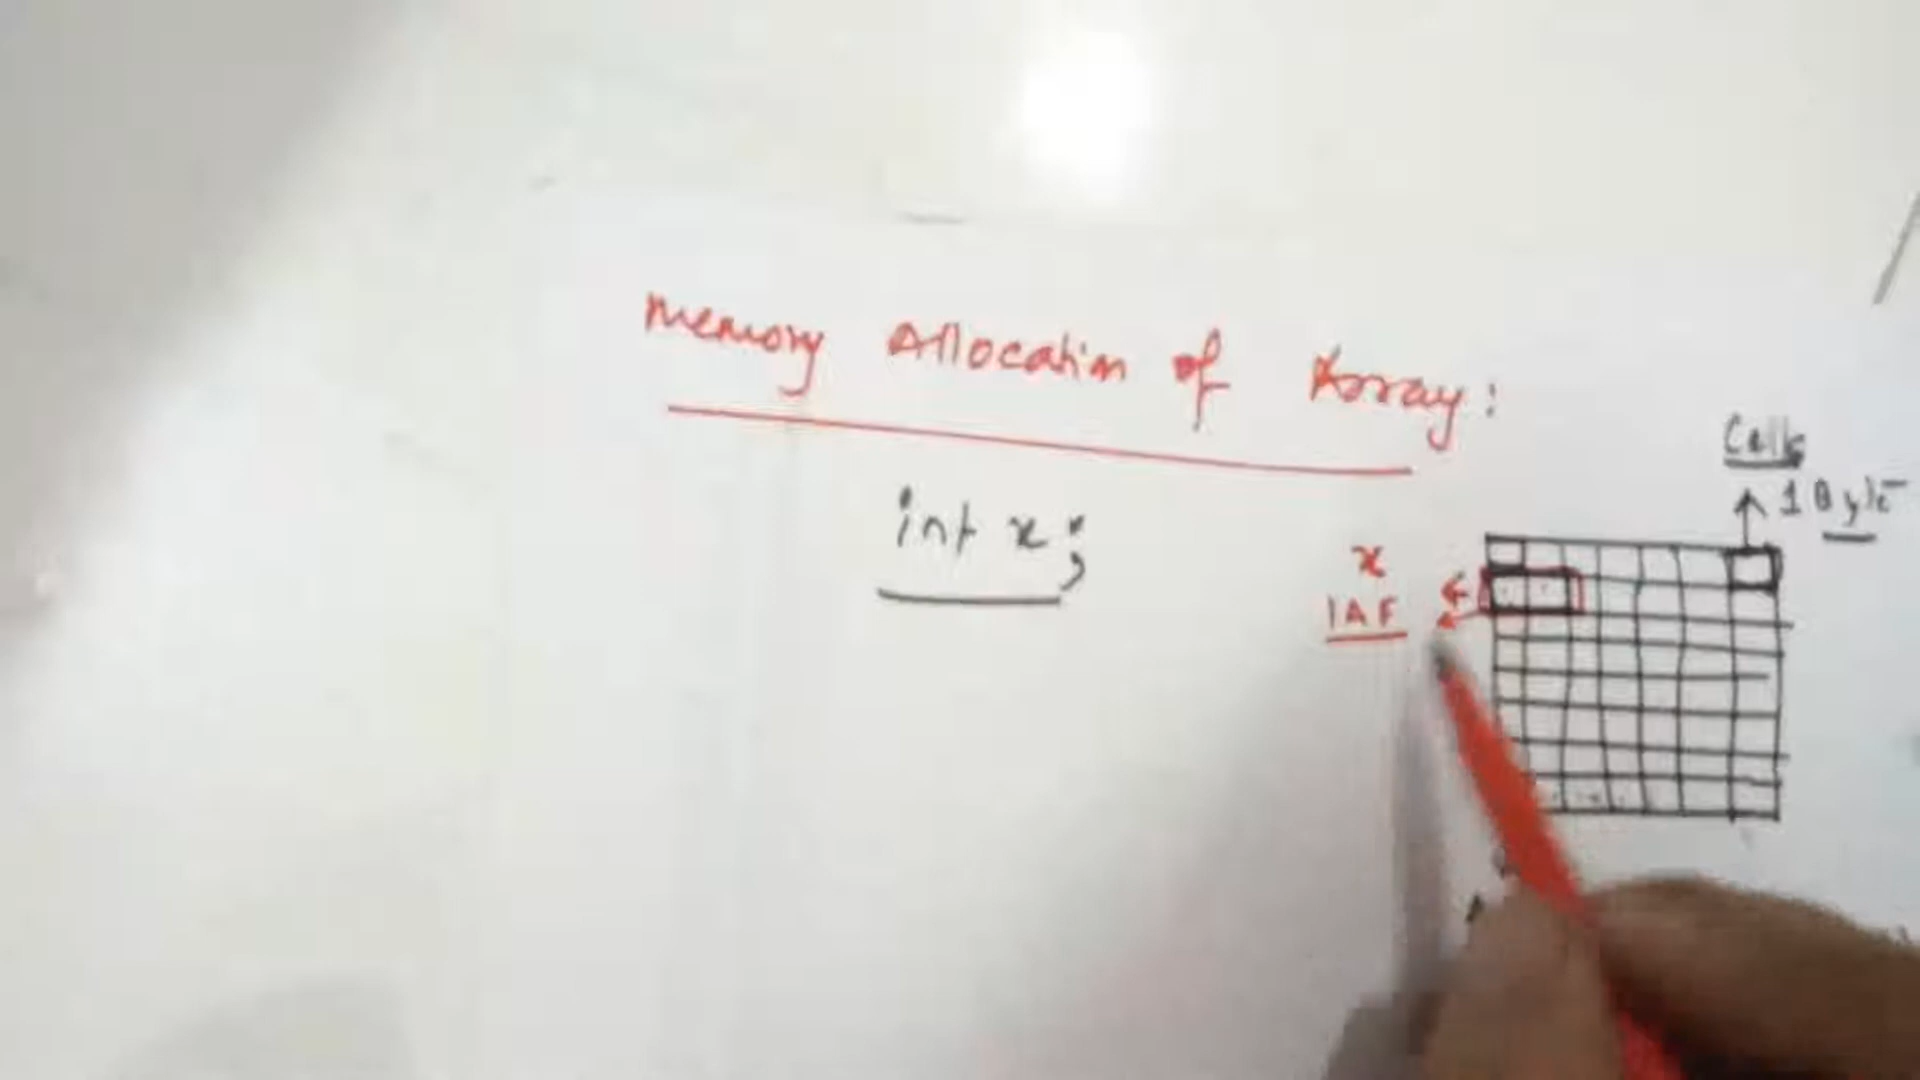 Memory Allocation of Array:
Cells
1 Byte
int x;
x
1AF